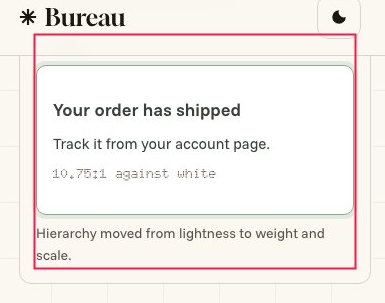 Bureau
Your order has shipped
Track it from your account page.
10.75:1 against white
Hierarchy moved from lightness to weight and
scale.